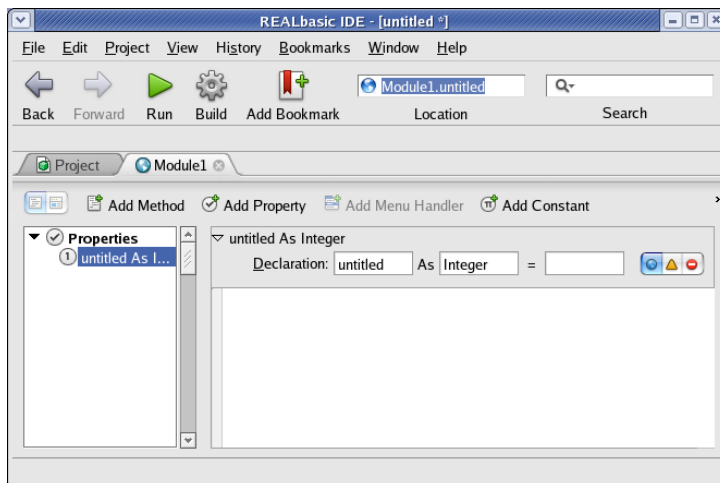 REALbasic IDE - [untitled *]
File Edit Project View History Bookmarks Window Help
Module1.untitled
Back Forward Run Build Add Bookmark Location Search
Project Module1
Add Method Add Property Add Menu Handler Add Constant
Properties
1 untitled As I...
untitled As Integer
Declaration: untitled As Integer =